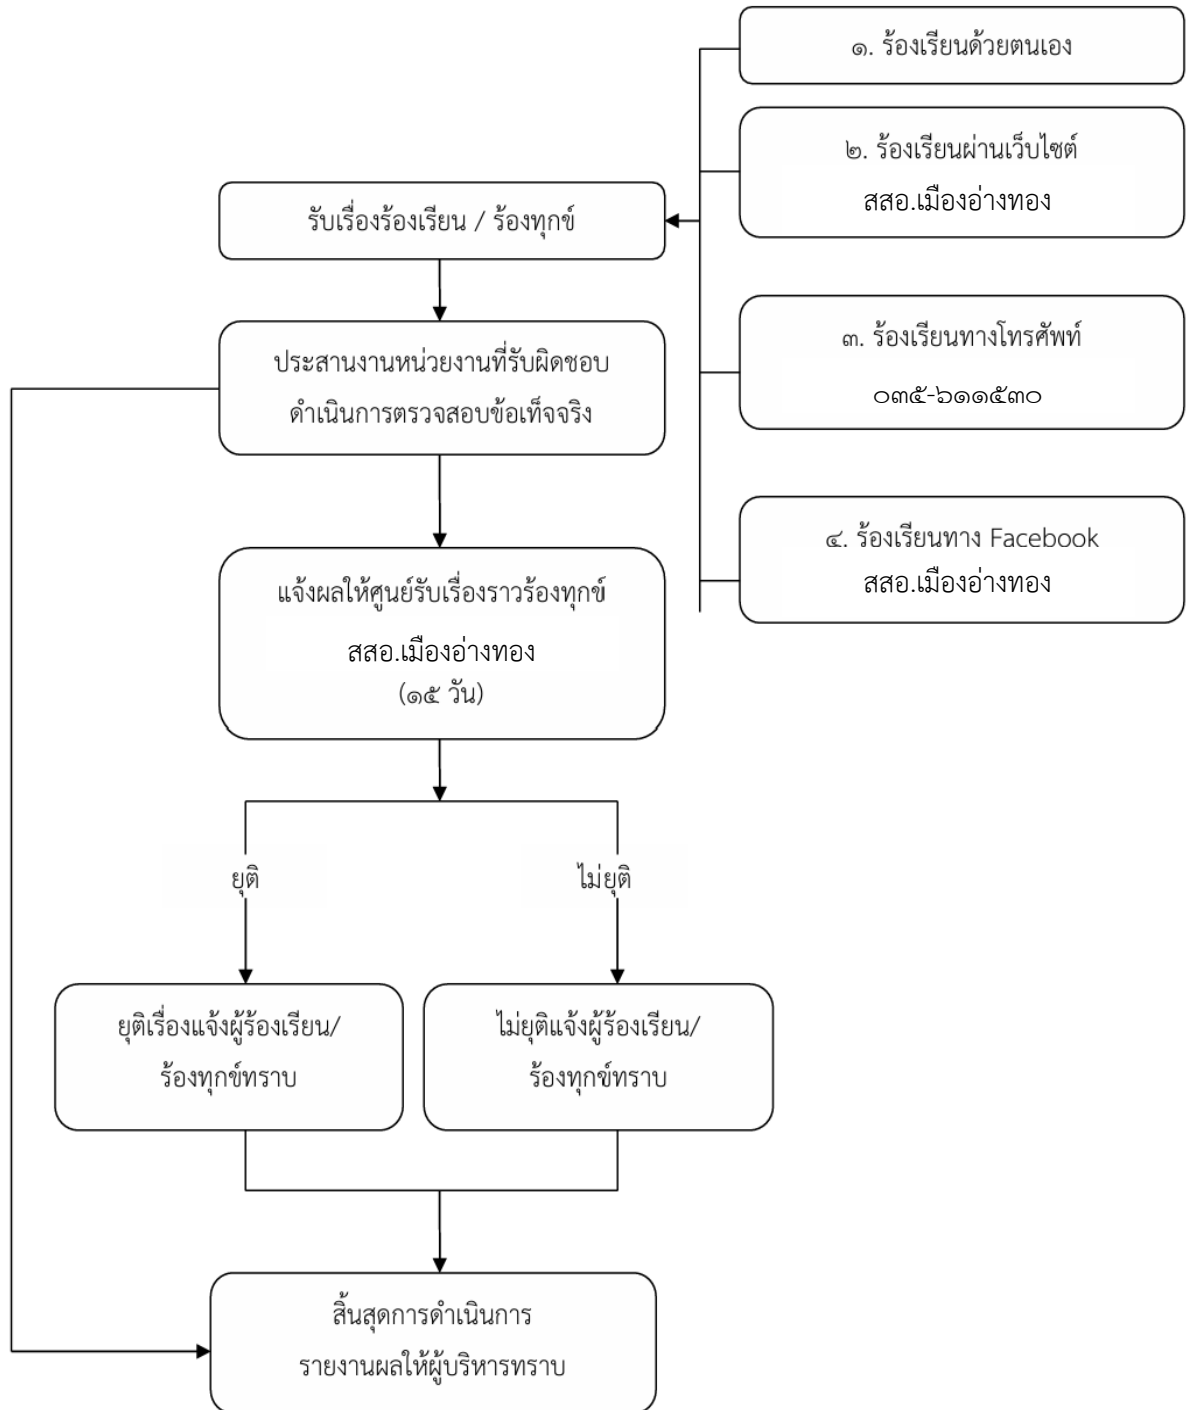 ๑. ร้องเรียนด้วยตนเอง
๒. ร้องเรียนผ่านเว็บไซต์
สสอ.เมืองอ่างทอง
รับเรื่องร้องเรียน / ร้องทุกข์
๓. ร้องเรียนทางโทรศัพท์
๐๓๕-๖๑๑๕๓๐
ประสานงานหน่วยงานที่รับผิดชอบ
ดำเนินการตรวจสอบข้อเท็จจริง
๔. ร้องเรียนทาง Facebook
สสอ.เมืองอ่างทอง
แจ้งผลให้ศูนย์รับเรื่องราวร้องทุกข์
สสอ.เมืองอ่างทอง
(๑๕ วัน)
ยุติ
ไม่ยุติ
ยุติเรื่องแจ้งผู้ร้องเรียน/
ร้องทุกข์ทราบ
ไม่ยุติแจ้งผู้ร้องเรียน/
ร้องทุกข์ทราบ
สิ้นสุดการดำเนินการ
รายงานผลให้ผู้บริหารทราบ